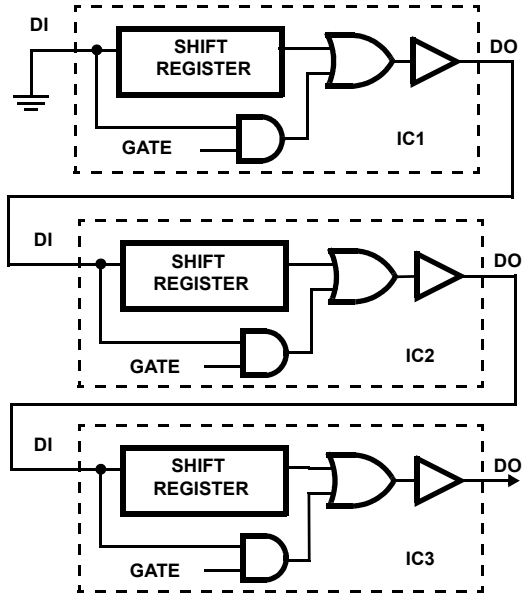 DI
SHIFT
REGISTER
DO
GATE
IC1
DI
SHIFT
REGISTER
DO
GATE
IC2
DI
SHIFT
REGISTER
DO
GATE
IC3